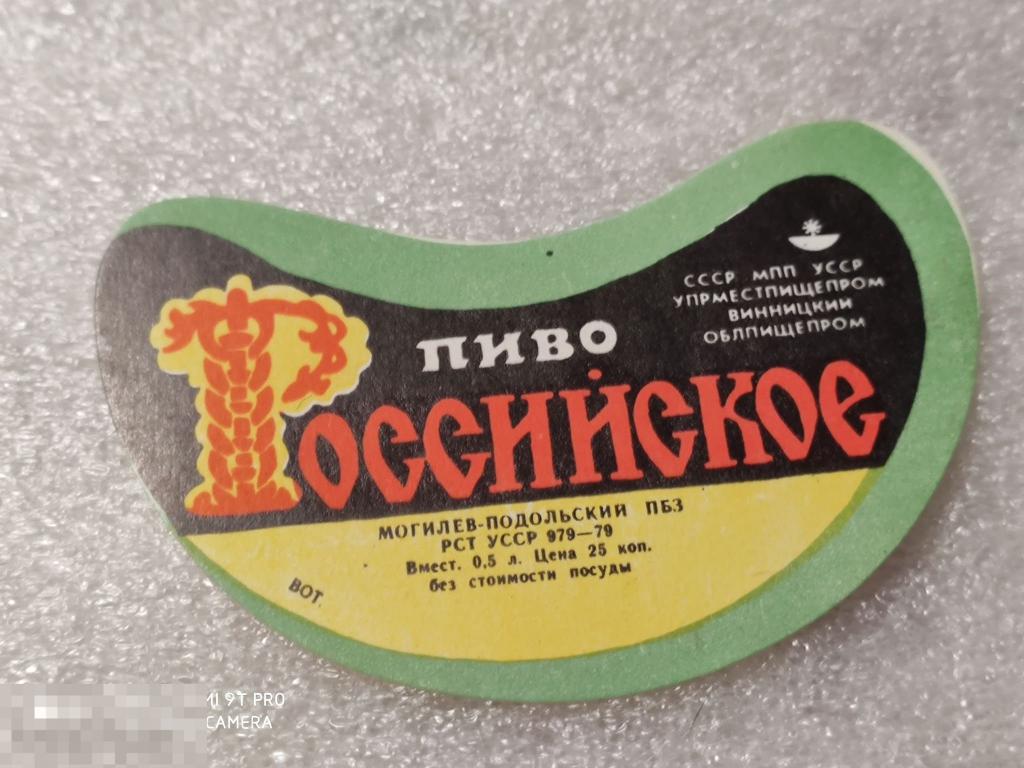 СССР МПП УССР
УПРМЕСТПИЩЕПРОМ
ВИННИЦКИЙ
ОБЛПИЩЕПРОМ
ПИВО
РОССИЙСКОЕ
МОГИЛЕВ-ПОДОЛЬСКИЙ ПБЗ
РСТ УССР 979—79
Вмест. 0,5 л. Цена 25 коп.
без стоимости посуды
ВОТ.
MI 9T PRO
CAMERA